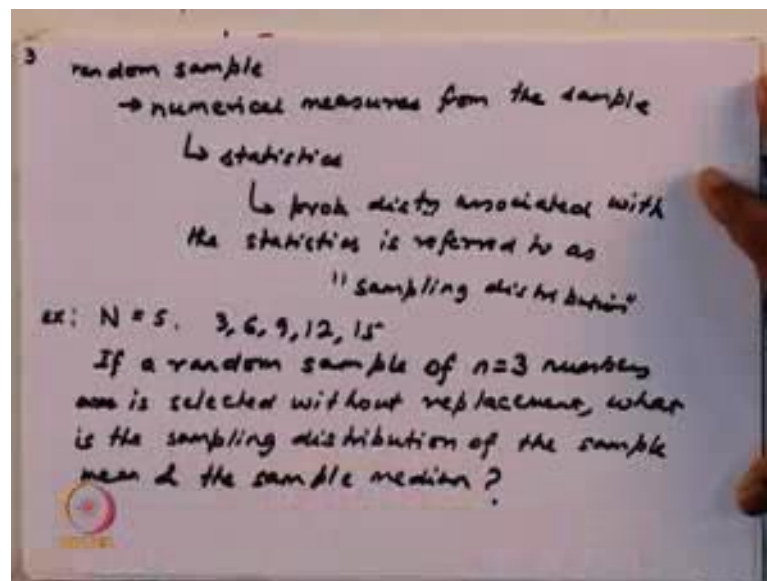 3
random sample
→ numerical measures from the sample
↳ statistics
↳ prob distn associated with
the statistics is referred to as
"sampling distribution"
ex: N = 5. 3, 6, 9, 12, 15
If a random sample of n=3 numbers
is selected without replacement, what
is the sampling distribution of the sample
mean & the sample median?